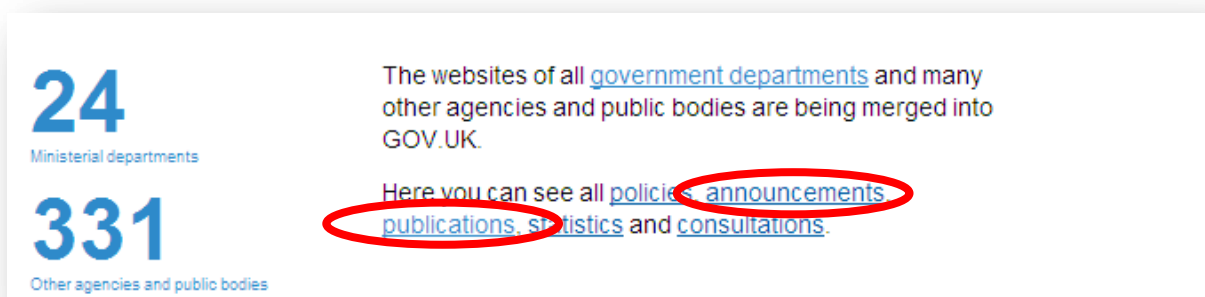 24
Ministerial departments
331
Other agencies and public bodies
The websites of all government departments and many
other agencies and public bodies are being merged into
GOV.UK.
Here you can see all policies, announcements,
publications, statistics and consultations.